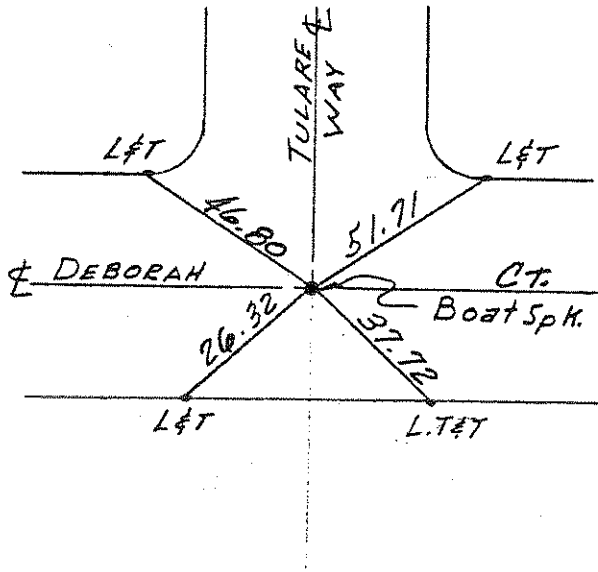 TULARE ℄
WAY
L&T
L&T
46.80
51.71
℄ DEBORAH CT.
Boat Spk.
26.32
37.72
L&T
L.T&T